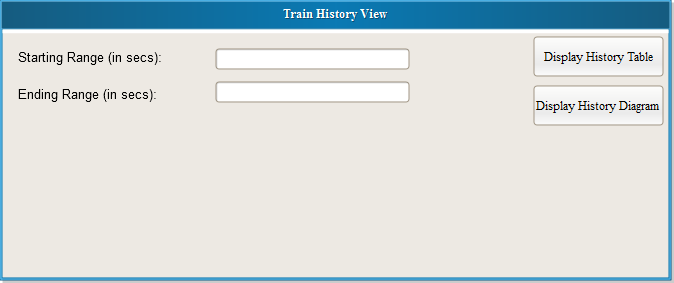 Train History View
Starting Range (in secs):
Display History Table
Ending Range (in secs):
Display History Diagram